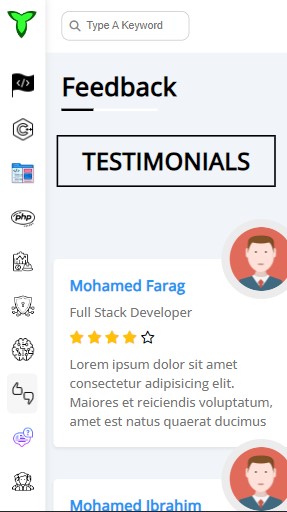 Type A Keyword
</>
C++
php
Feedback
TESTIMONIALS
Mohamed Farag
Full Stack Developer
Lorem ipsum dolor sit amet
consectetur adipisicing elit.
Maiores et reiciendis voluptatum,
amet est natus quaerat ducimus
Mohamed Ibrahim